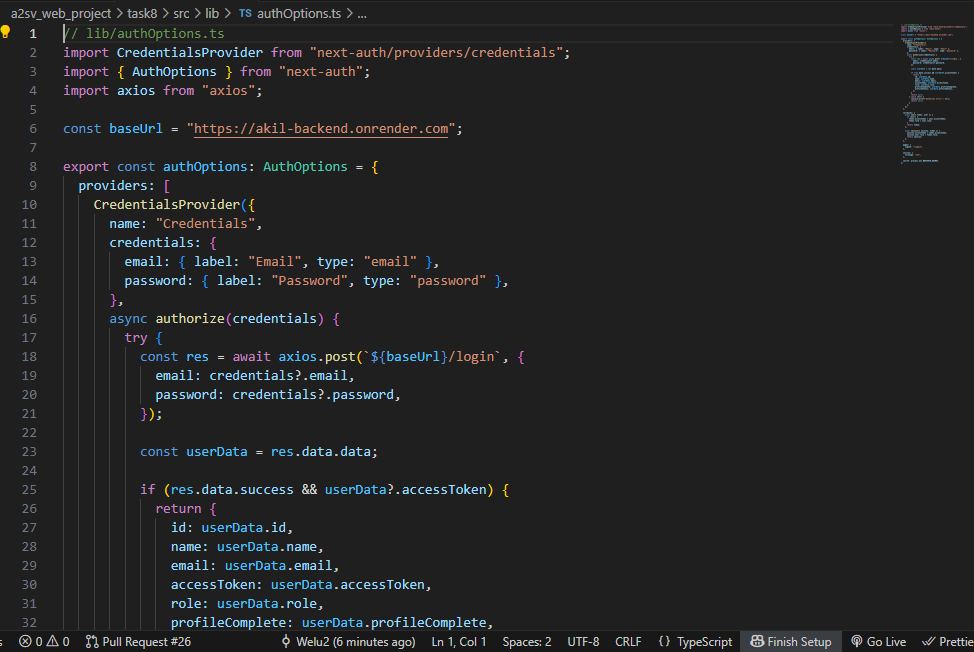 a2sv_web_project > task8 > src > lib > TS authOptions.ts > ...
1 // lib/authOptions.ts
2 import CredentialsProvider from "next-auth/providers/credentials";
3 import { AuthOptions } from "next-auth";
4 import axios from "axios";
5
6 const baseUrl = "https://akil-backend.onrender.com";
7
8 export const authOptions: AuthOptions = {
9 providers: [
10 CredentialsProvider({
11 name: "Credentials",
12 credentials: {
13 email: { label: "Email", type: "email" },
14 password: { label: "Password", type: "password" },
15 },
16 async authorize(credentials) {
17 try {
18 const res = await axios.post(`${baseUrl}/login`, {
19 email: credentials?.email,
20 password: credentials?.password,
21 });
22
23 const userData = res.data.data;
24
25 if (res.data.success && userData?.accessToken) {
26 return {
27 id: userData.id,
28 name: userData.name,
29 email: userData.email,
30 accessToken: userData.accessToken,
31 role: userData.role,
32 profileComplete: userData.profileComplete,
0 0 Pull Request #26 Welu2 (6 minutes ago) Ln 1, Col 1 Spaces: 2 UTF-8 CRLF {} TypeScript Finish Setup Go Live Prettie